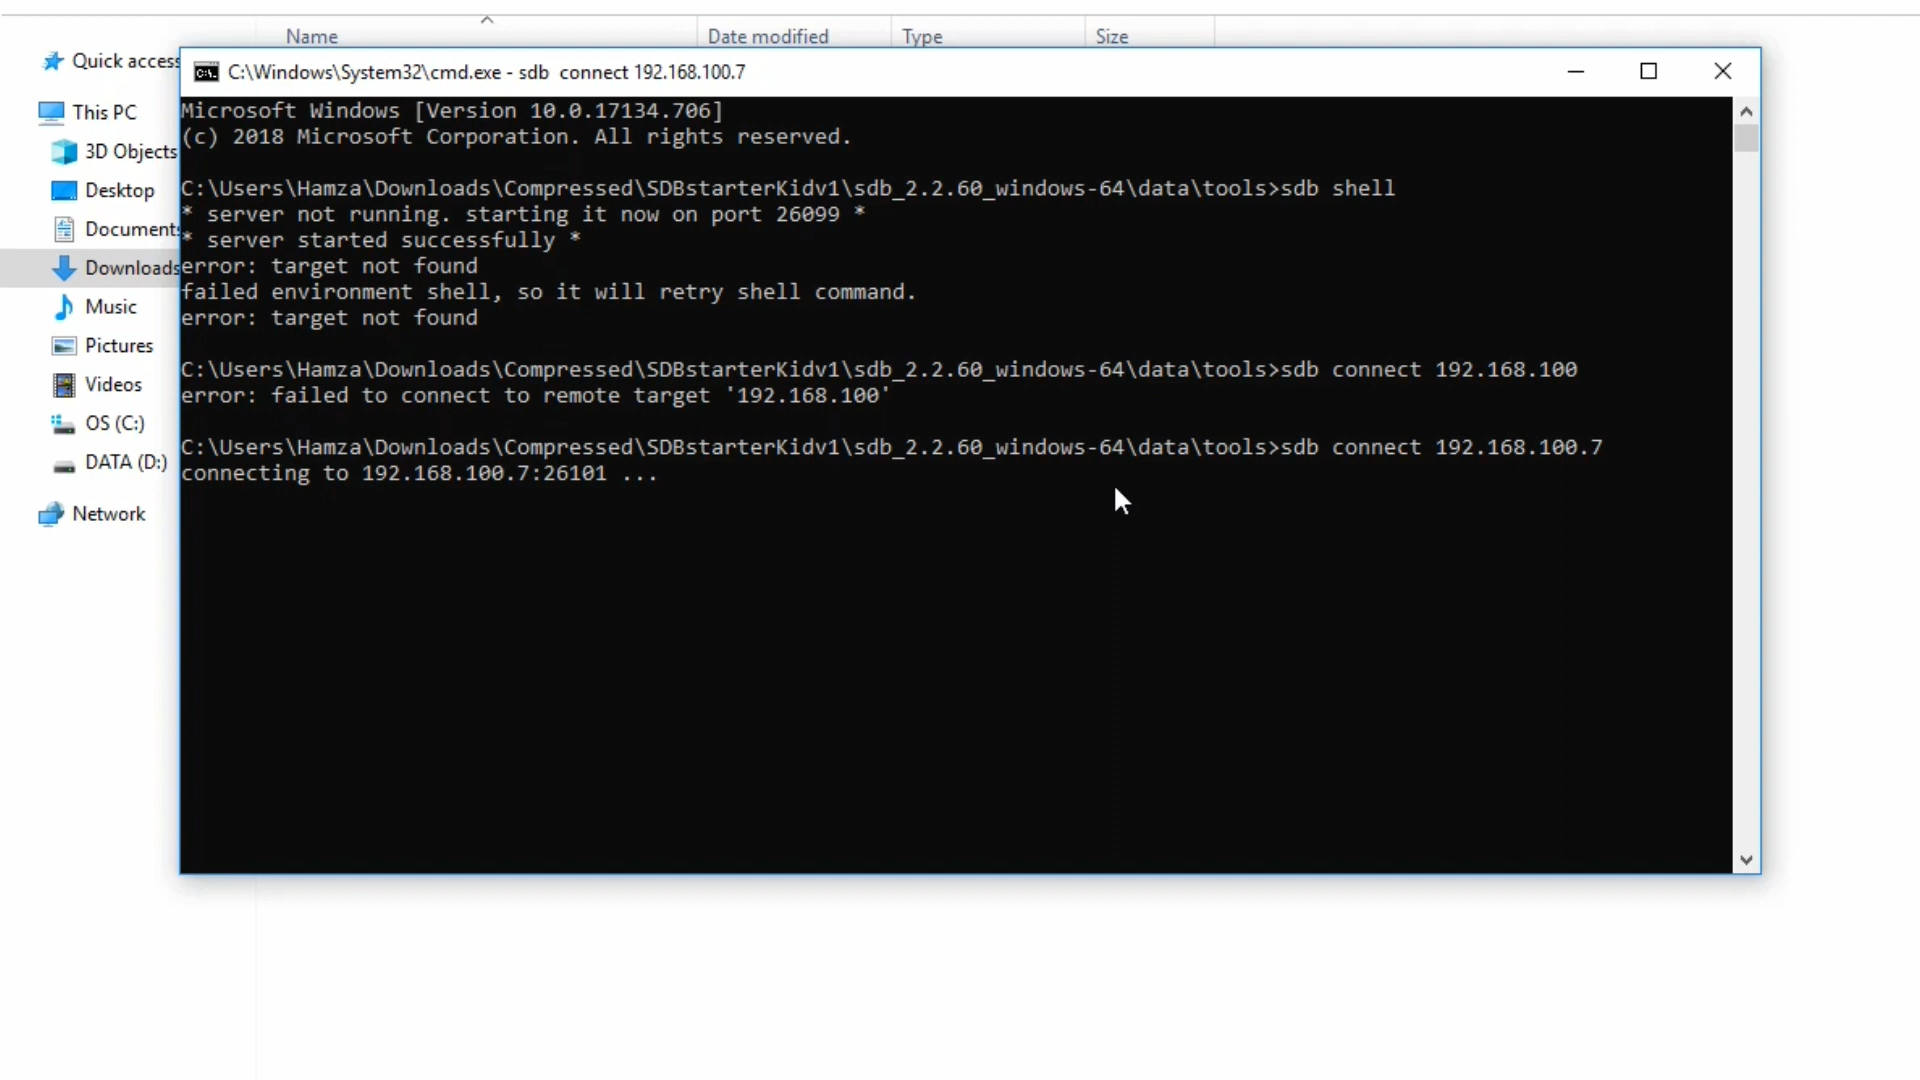 Name Date modified Type Size
Quick access
This PC
3D Objects
Desktop
Documents
Downloads
Music
Pictures
Videos
OS (C:)
DATA (D:)
Network
C:\Windows\System32\cmd.exe - sdb  connect 192.168.100.7
Microsoft Windows [Version 10.0.17134.706]
(c) 2018 Microsoft Corporation. All rights reserved.
C:\Users\Hamza\Downloads\Compressed\SDBstarterKidv1\sdb_2.2.60_windows-64\data\tools>sdb shell
* server not running. starting it now on port 26099 *
* server started successfully *
error: target not found
failed environment shell, so it will retry shell command.
error: target not found
C:\Users\Hamza\Downloads\Compressed\SDBstarterKidv1\sdb_2.2.60_windows-64\data\tools>sdb connect 192.168.100
error: failed to connect to remote target '192.168.100'
C:\Users\Hamza\Downloads\Compressed\SDBstarterKidv1\sdb_2.2.60_windows-64\data\tools>sdb connect 192.168.100.7
connecting to 192.168.100.7:26101 ...